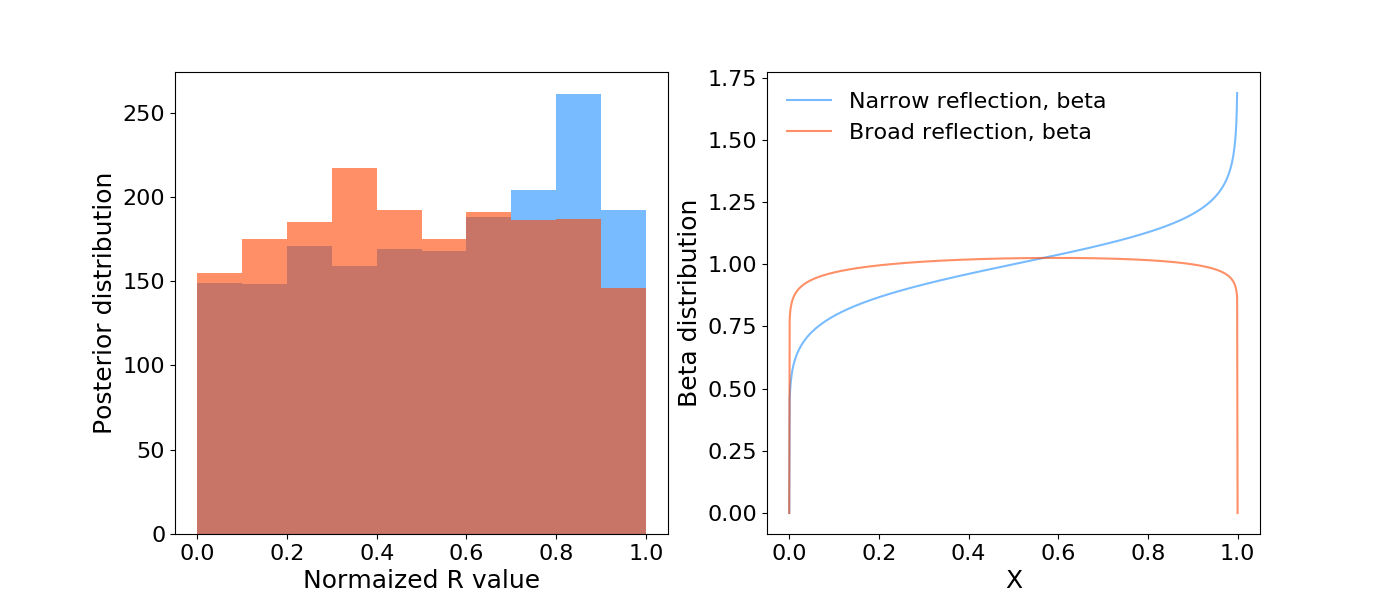 Posterior distribution
250
200
150
100
50
0
0.0 0.2 0.4 0.6 0.8 1.0
Normaized R value
Beta distribution
1.75
1.50
1.25
1.00
0.75
0.50
0.25
0.00
Narrow reflection, beta
Broad reflection, beta
0.0 0.2 0.4 0.6 0.8 1.0
X